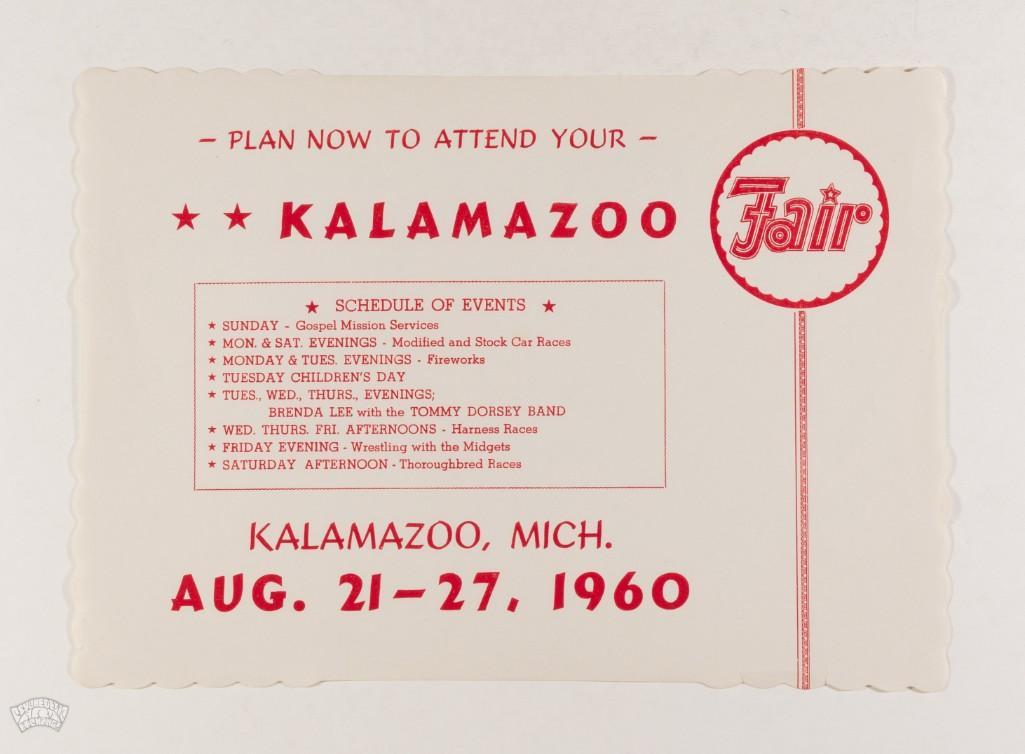 – PLAN NOW TO ATTEND YOUR –
★ ★ KALAMAZOO
Fair
★ SCHEDULE OF EVENTS ★
★ SUNDAY - Gospel Mission Services
★ MON. & SAT. EVENINGS - Modified and Stock Car Races
★ MONDAY & TUES. EVENINGS - Fireworks
★ TUESDAY CHILDREN'S DAY
★ TUES., WED., THURS., EVENINGS;
BRENDA LEE with the TOMMY DORSEY BAND
★ WED. THURS. FRI. AFTERNOONS - Harness Races
★ FRIDAY EVENING - Wrestling with the Midgets
★ SATURDAY AFTERNOON - Thoroughbred Races
KALAMAZOO, MICH.
AUG. 21–27, 1960